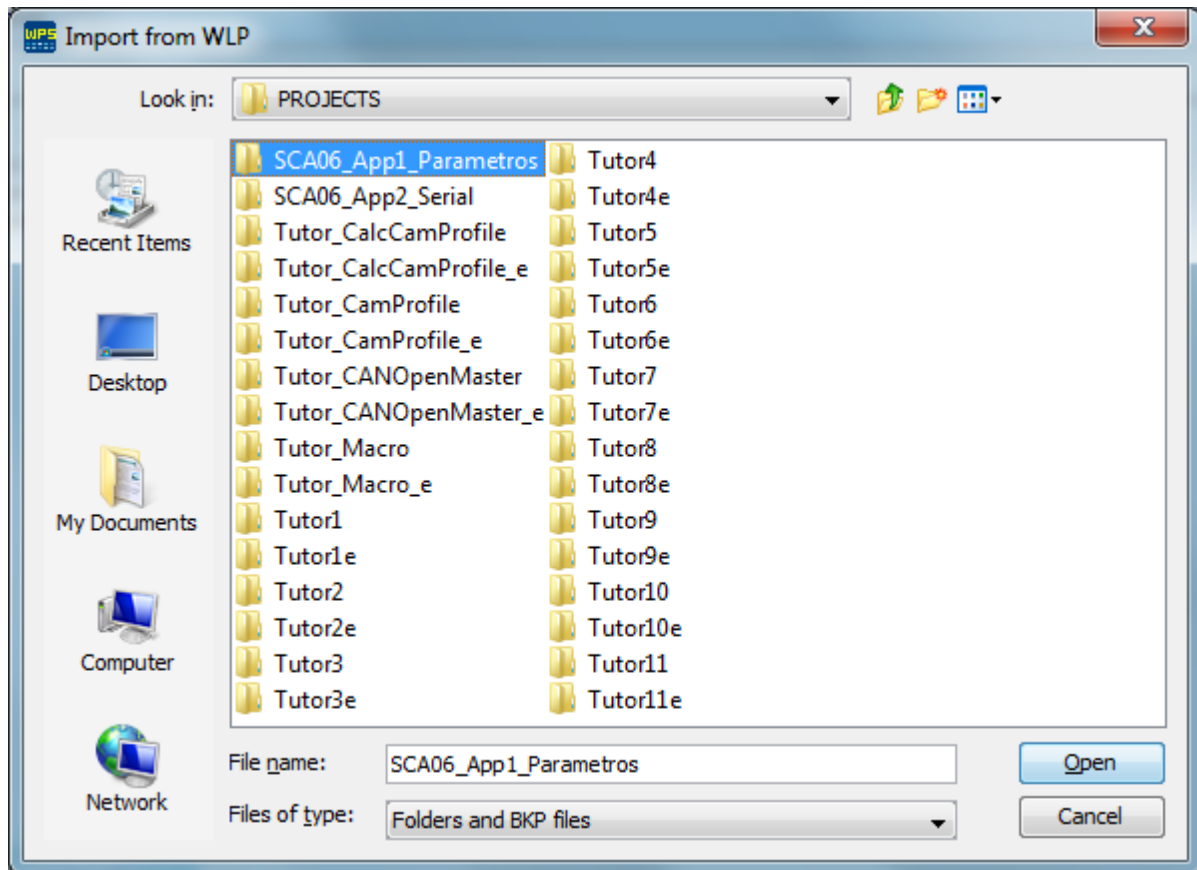 WPS
Import from WLP
Look in:
PROJECTS
Recent Items
Desktop
My Documents
Computer
Network
SCA06_App1_Parametros
SCA06_App2_Serial
Tutor_CalcCamProfile
Tutor_CalcCamProfile_e
Tutor_CamProfile
Tutor_CamProfile_e
Tutor_CANOpenMaster
Tutor_CANOpenMaster_e
Tutor_Macro
Tutor_Macro_e
Tutor1
Tutor1e
Tutor2
Tutor2e
Tutor3
Tutor3e
Tutor4
Tutor4e
Tutor5
Tutor5e
Tutor6
Tutor6e
Tutor7
Tutor7e
Tutor8
Tutor8e
Tutor9
Tutor9e
Tutor10
Tutor10e
Tutor11
Tutor11e
File name:
SCA06_App1_Parametros
Open
Files of type:
Folders and BKP files
Cancel